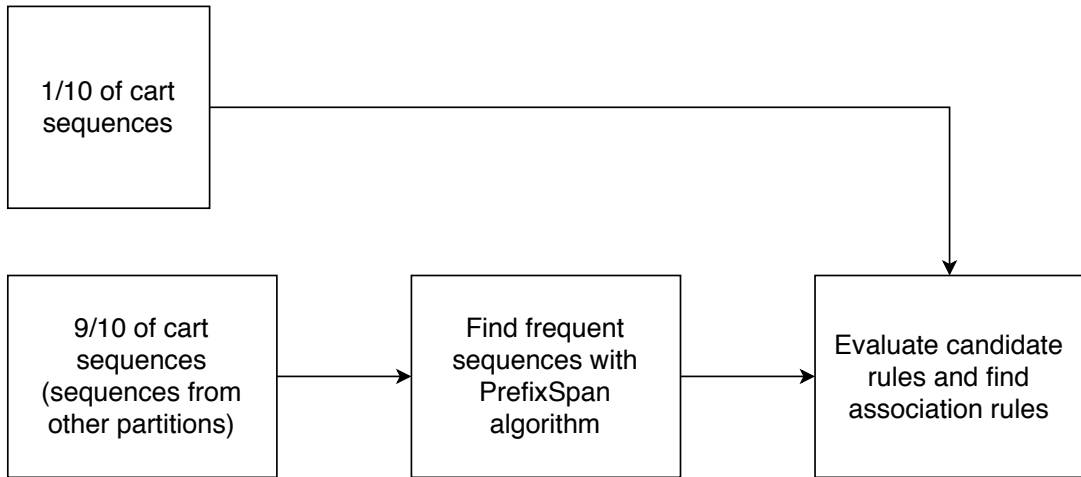 1/10 of cart
sequences
9/10 of cart
sequences
(sequences from
other partitions)
Find frequent
sequences with
PrefixSpan
algorithm
Evaluate candidate
rules and find
association rules